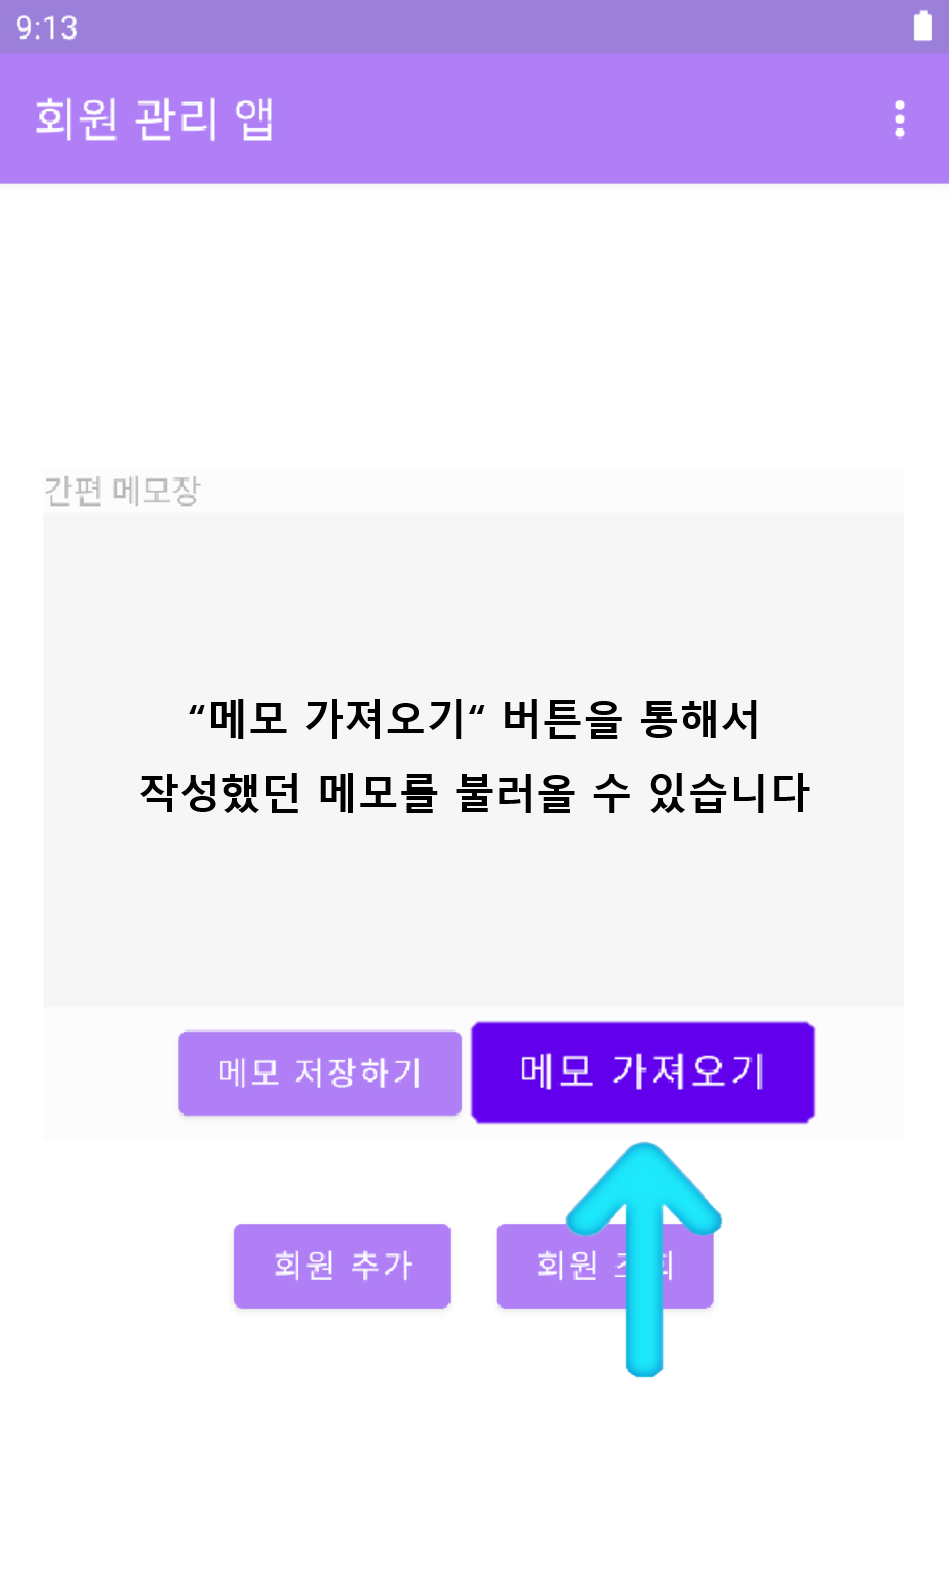 9:13
회원 관리 앱
간편 메모장
“메모 가져오기“ 버튼을 통해서
작성했던 메모를 불러올 수 있습니다
메모 저장하기 메모 가져오기
회원 추가 회원